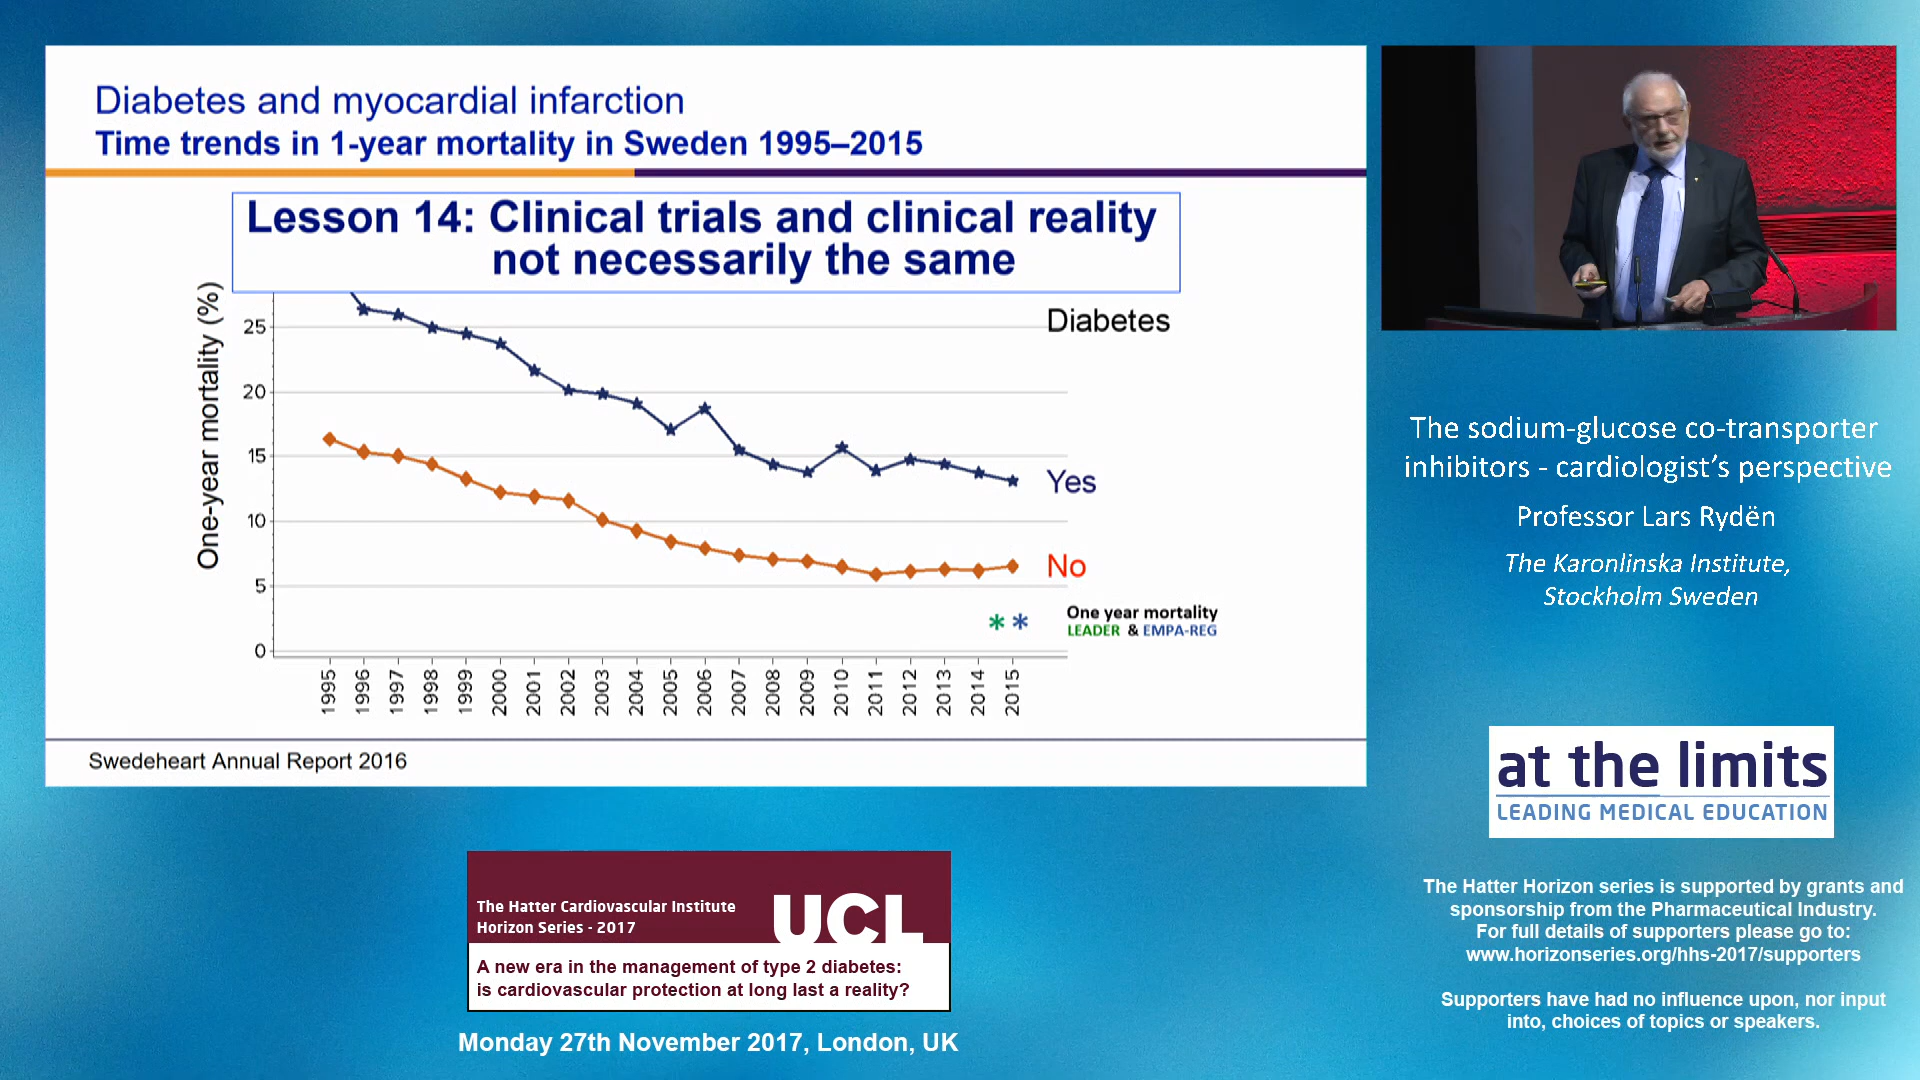 Diabetes and myocardial infarction
Time trends in 1-year mortality in Sweden 1995–2015
Lesson 14: Clinical trials and clinical reality
not necessarily the same
One-year mortality (%)
25
20
15
10
5
0
Diabetes
Yes
No
One year mortality
LEADER & EMPA-REG
1995
1996
1997
1998
1999
2000
2001
2002
2003
2004
2005
2006
2007
2008
2009
2010
2011
2012
2013
2014
2015
Swedeheart Annual Report 2016
The sodium-glucose co-transporter
inhibitors - cardiologist's perspective
Professor Lars Rydën
The Karonlinska Institute,
Stockholm Sweden
at the limits
LEADING MEDICAL EDUCATION
The Hatter Horizon series is supported by grants and
sponsorship from the Pharmaceutical Industry.
For full details of supporters please go to:
www.horizonseries.org/hhs-2017/supporters
Supporters have had no influence upon, nor input
into, choices of topics or speakers.
The Hatter Cardiovascular Institute
Horizon Series - 2017
UCL
A new era in the management of type 2 diabetes:
is cardiovascular protection at long last a reality?
Monday 27th November 2017, London, UK